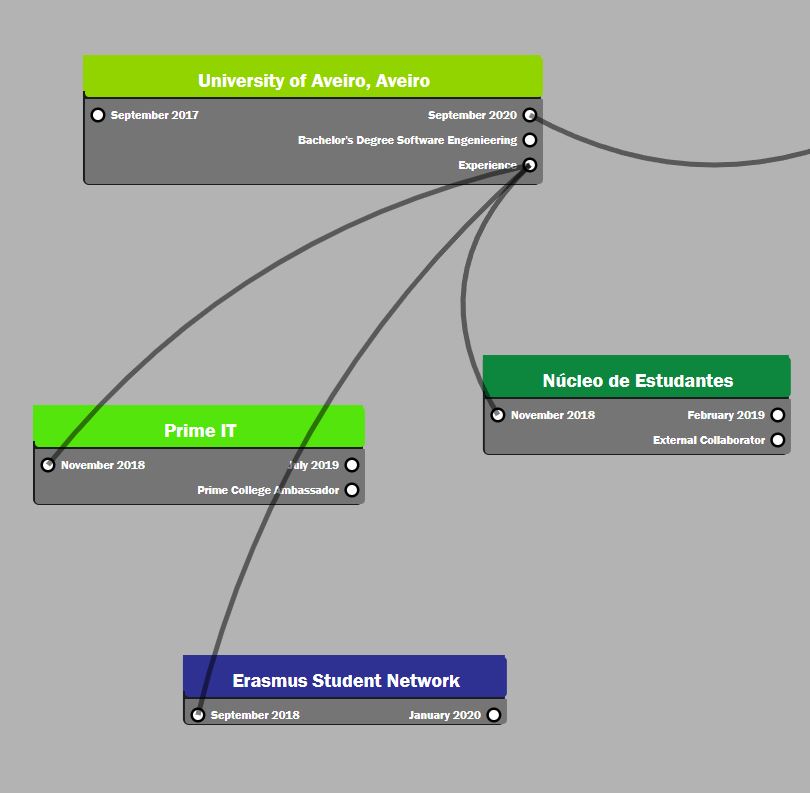 University of Aveiro, Aveiro
September 2017 September 2020
Bachelor's Degree Software Engenieering
Experience
Núcleo de Estudantes
November 2018 February 2019
External Collaborator
Prime IT
November 2018 July 2019
Prime College Ambassador
Erasmus Student Network
September 2018 January 2020